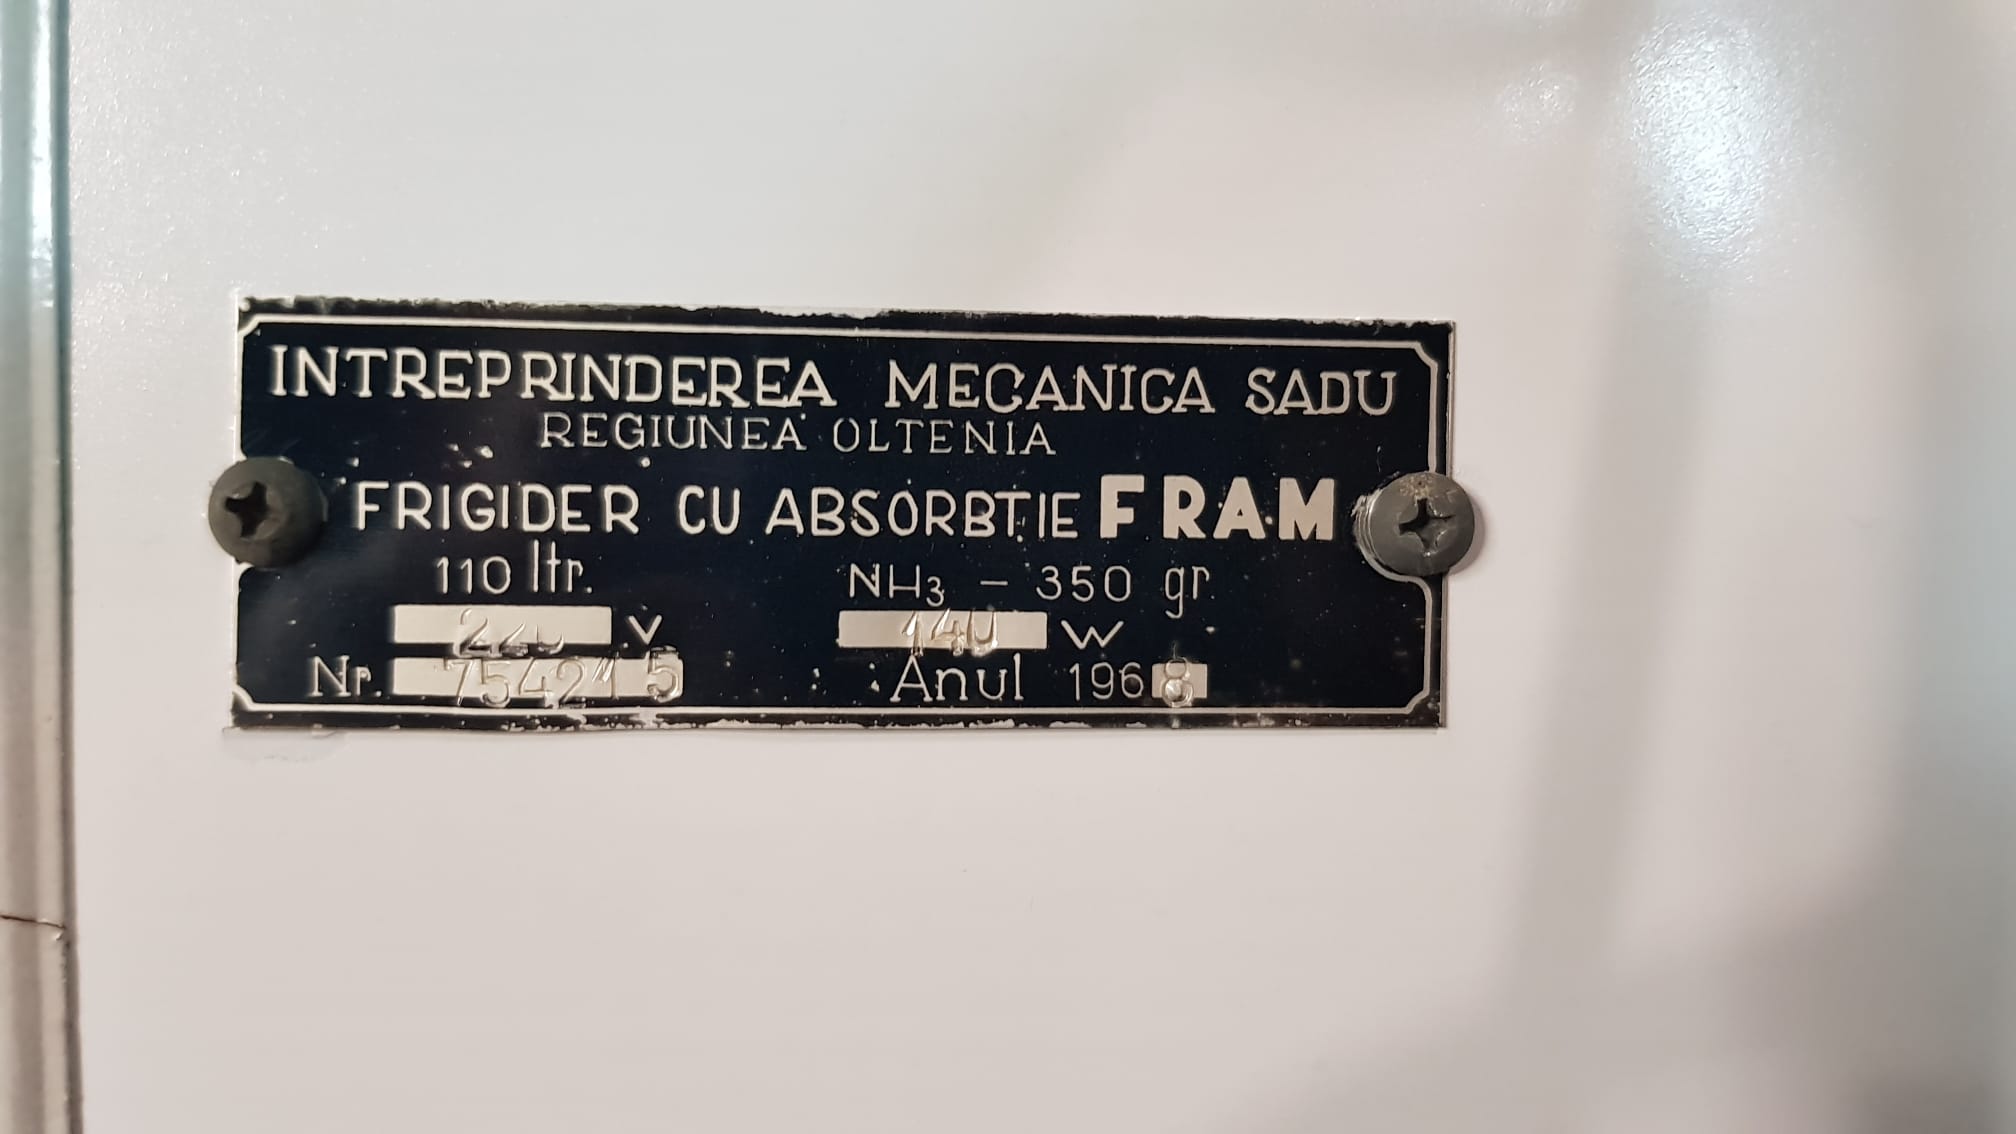 INTREPRINDEREA MECANICA SADU
REGIUNEA OLTENIA
FRIGIDER CU ABSORBTIE FRAM
110 ltr. NH₃ - 350 gr.
220 V 140 W
Nr. 754215 Anul 1968